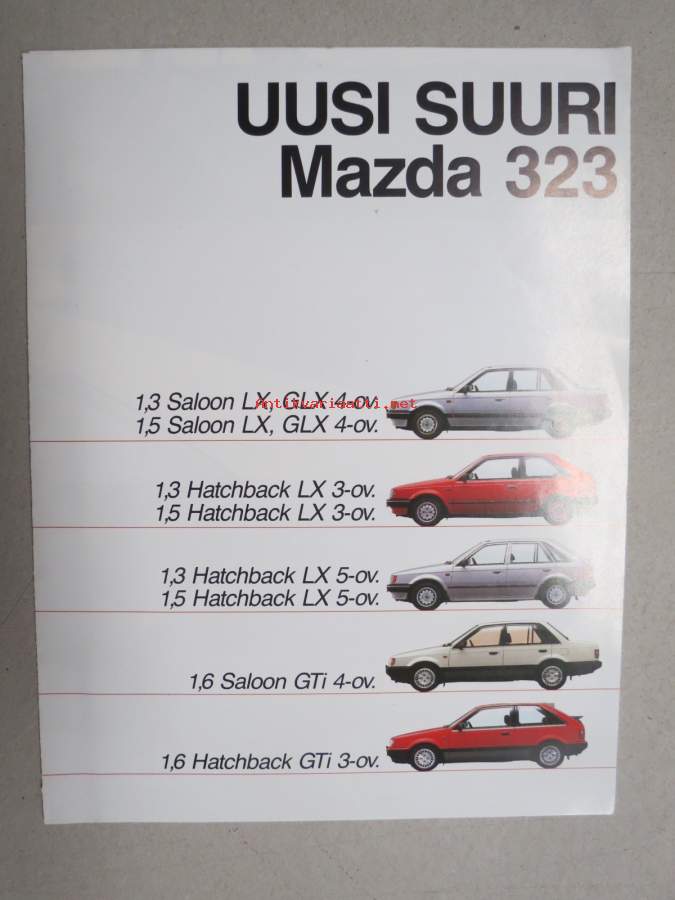 UUSI SUURI
Mazda 323
1,3 Saloon LX, GLX 4-ov.
antikvariaatti.net
1,5 Saloon LX, GLX 4-ov.
1,3 Hatchback LX 3-ov.
1,5 Hatchback LX 3-ov.
1,3 Hatchback LX 5-ov.
1,5 Hatchback LX 5-ov.
1,6 Saloon GTi 4-ov.
1,6 Hatchback GTi 3-ov.